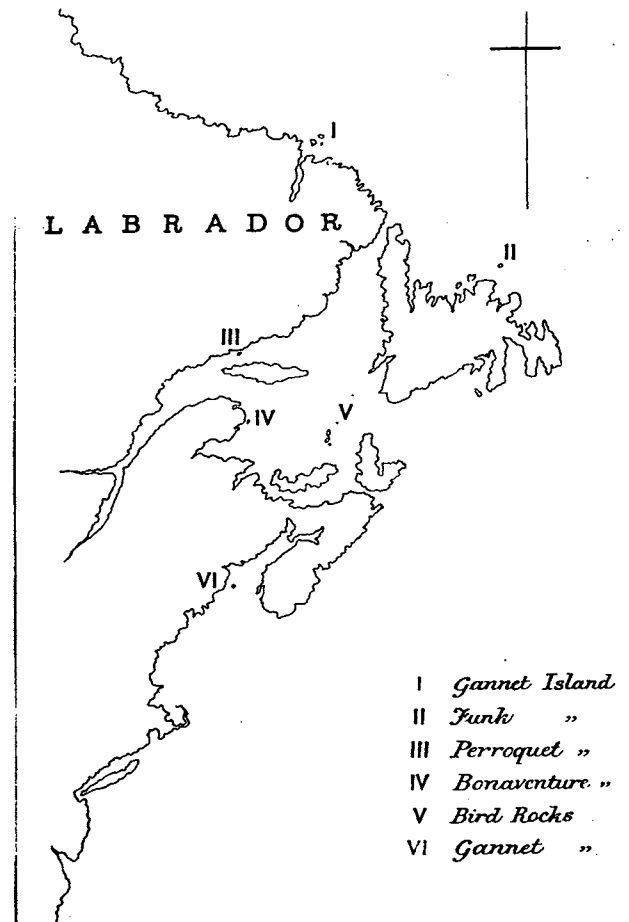 I
LABRADOR
II
III
IV
V
VI
I Gannet Island
II Funk „
III Perroquet „
IV Bonaventure „
V Bird Rocks
VI Gannet „